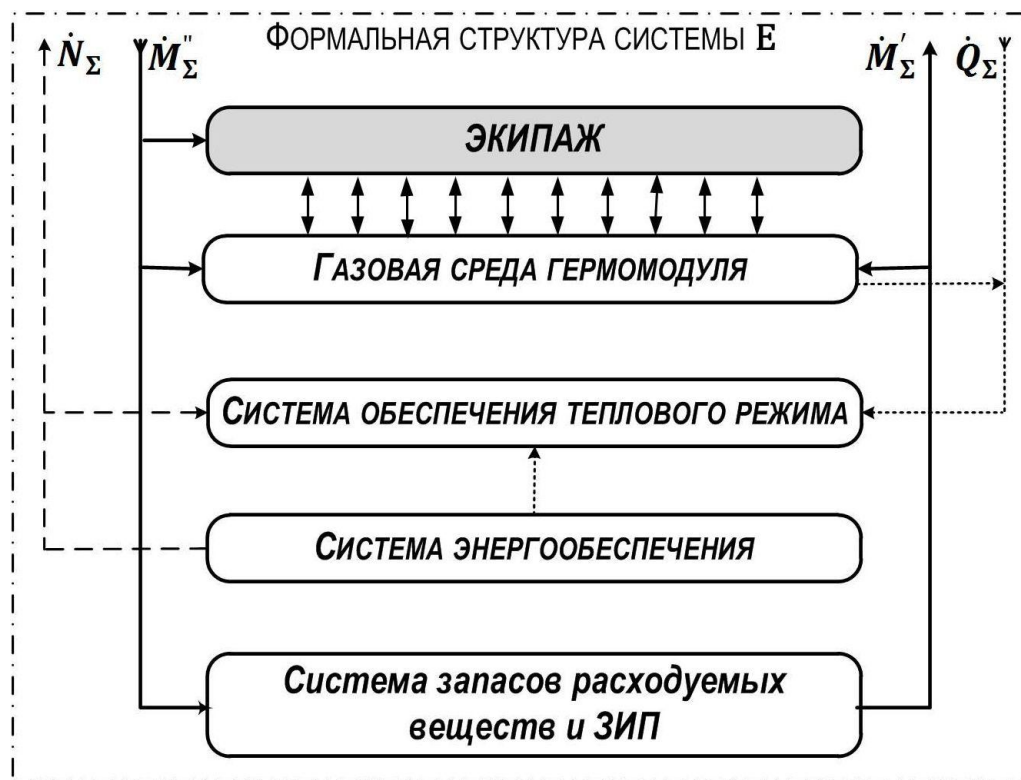 ФОРМАЛЬНАЯ СТРУКТУРА СИСТЕМЫ E
Ṅ_Σ Ṁ''_Σ Ṁ'_Σ Q̇_Σ
ЭКИПАЖ
ГАЗОВАЯ СРЕДА ГЕРМОМОДУЛЯ
СИСТЕМА ОБЕСПЕЧЕНИЯ ТЕПЛОВОГО РЕЖИМА
СИСТЕМА ЭНЕРГООБЕСПЕЧЕНИЯ
Система запасов расходуемых
веществ и ЗИП